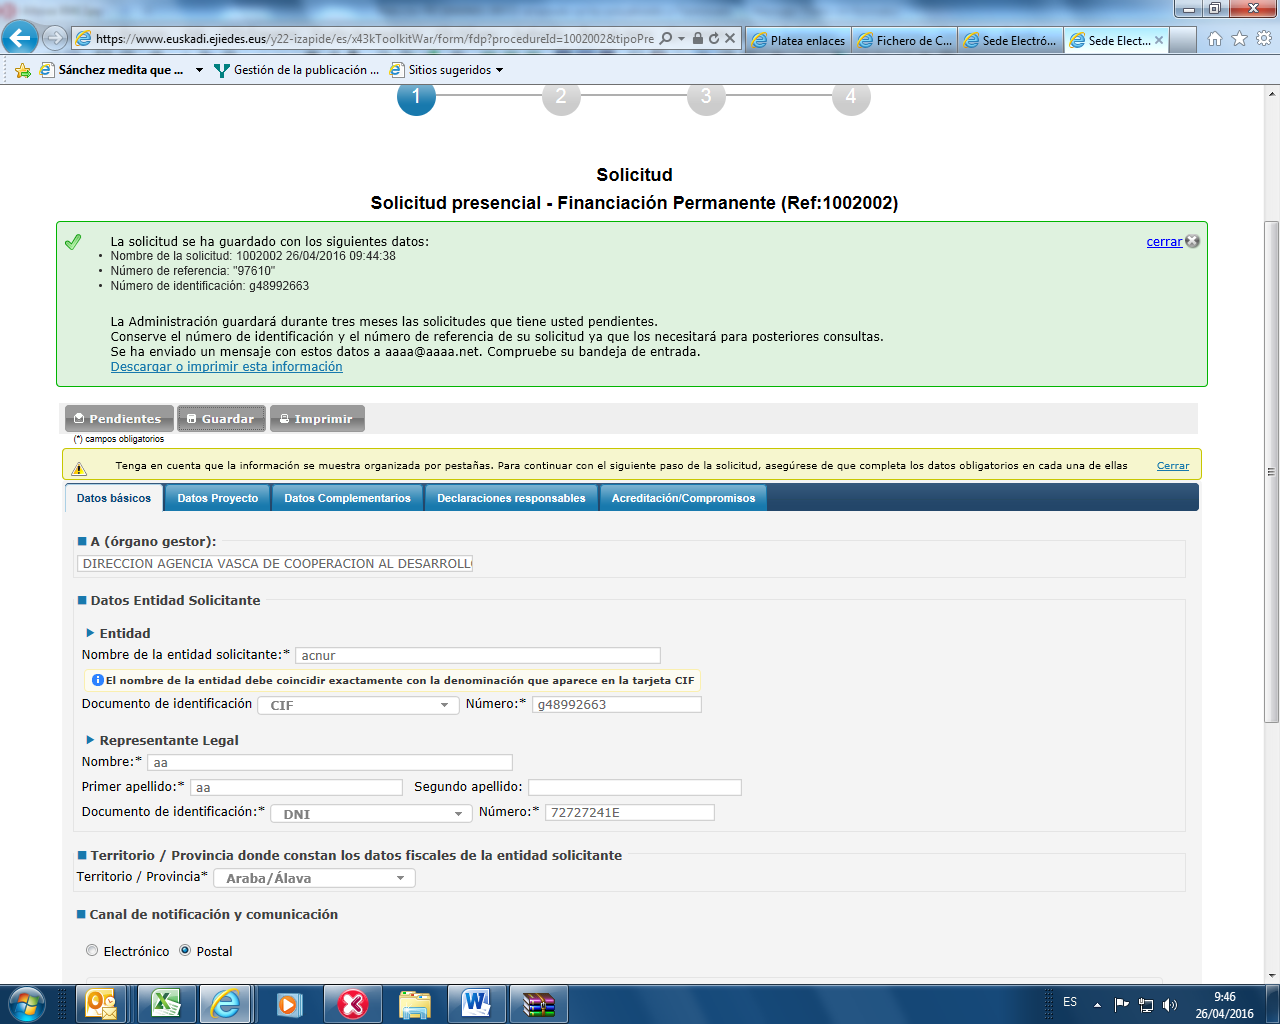 https://www.euskadi.ejiedes.eus/y22-izapide/es/x43kToolkitWar/form/fdp?procedureId=1002002&tipoPre
Platea enlaces
Fichero de C...
Sede Electró...
Sede Elect...
Sánchez medita que ...
Gestión de la publicación ...
Sitios sugeridos
1
2
3
4
Solicitud
Solicitud presencial - Financiación Permanente (Ref:1002002)
La solicitud se ha guardado con los siguientes datos:
cerrar
• Nombre de la solicitud: 1002002 26/04/2016 09:44:38
• Número de referencia: "97610"
• Número de identificación: g48992663
La Administración guardará durante tres meses las solicitudes que tiene usted pendientes.
Conserve el número de identificación y el número de referencia de su solicitud ya que los necesitará para posteriores consultas.
Se ha enviado un mensaje con estos datos a aaaa@aaaa.net. Compruebe su bandeja de entrada.
Descargar o imprimir esta información
Pendientes Guardar Imprimir
(*) campos obligatorios
Tenga en cuenta que la información se muestra organizada por pestañas. Para continuar con el siguiente paso de la solicitud, asegúrese de que completa los datos obligatorios en cada una de ellas Cerrar
Datos básicos Datos Proyecto Datos Complementarios Declaraciones responsables Acreditación/Compromisos
A (órgano gestor):
DIRECCION AGENCIA VASCA DE COOPERACION AL DESARROLL
Datos Entidad Solicitante
Entidad
Nombre de la entidad solicitante:* acnur
El nombre de la entidad debe coincidir exactamente con la denominación que aparece en la tarjeta CIF
Documento de identificación CIF Número:* g48992663
Representante Legal
Nombre:* aa
Primer apellido:* aa Segundo apellido:
Documento de identificación:* DNI Número:* 72727241E
Territorio / Provincia donde constan los datos fiscales de la entidad solicitante
Territorio / Provincia* Araba/Álava
Canal de notificación y comunicación
Electrónico Postal
ES
9:46
26/04/2016